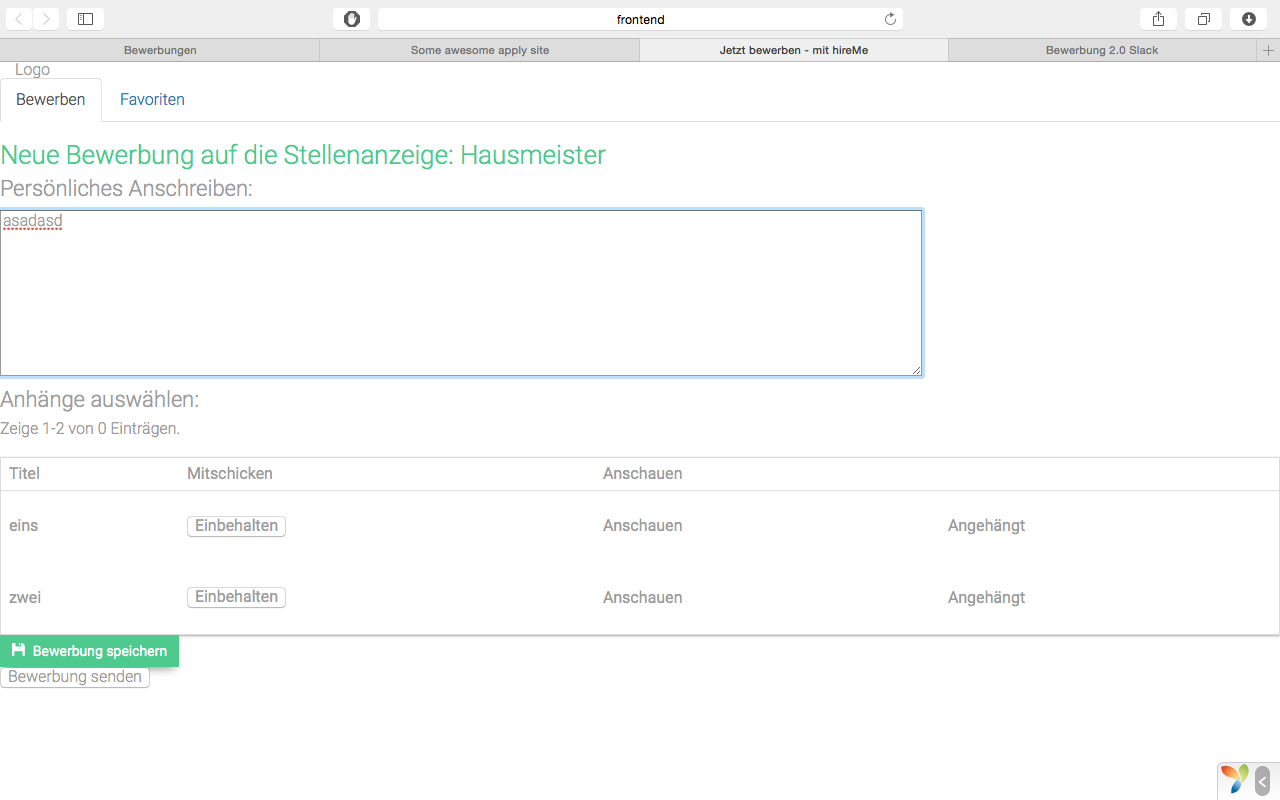 frontend
Bewerbungen Some awesome apply site Jetzt bewerben - mit hireMe Bewerbung 2.0 Slack
Logo
Bewerben Favoriten
Neue Bewerbung auf die Stellenanzeige: Hausmeister
Persönliches Anschreiben:
asadasd
Anhänge auswählen:
Zeige 1-2 von 0 Einträgen.
Titel Mitschicken Anschauen
eins Einbehalten Anschauen Angehängt
zwei Einbehalten Anschauen Angehängt
Bewerbung speichern
Bewerbung senden